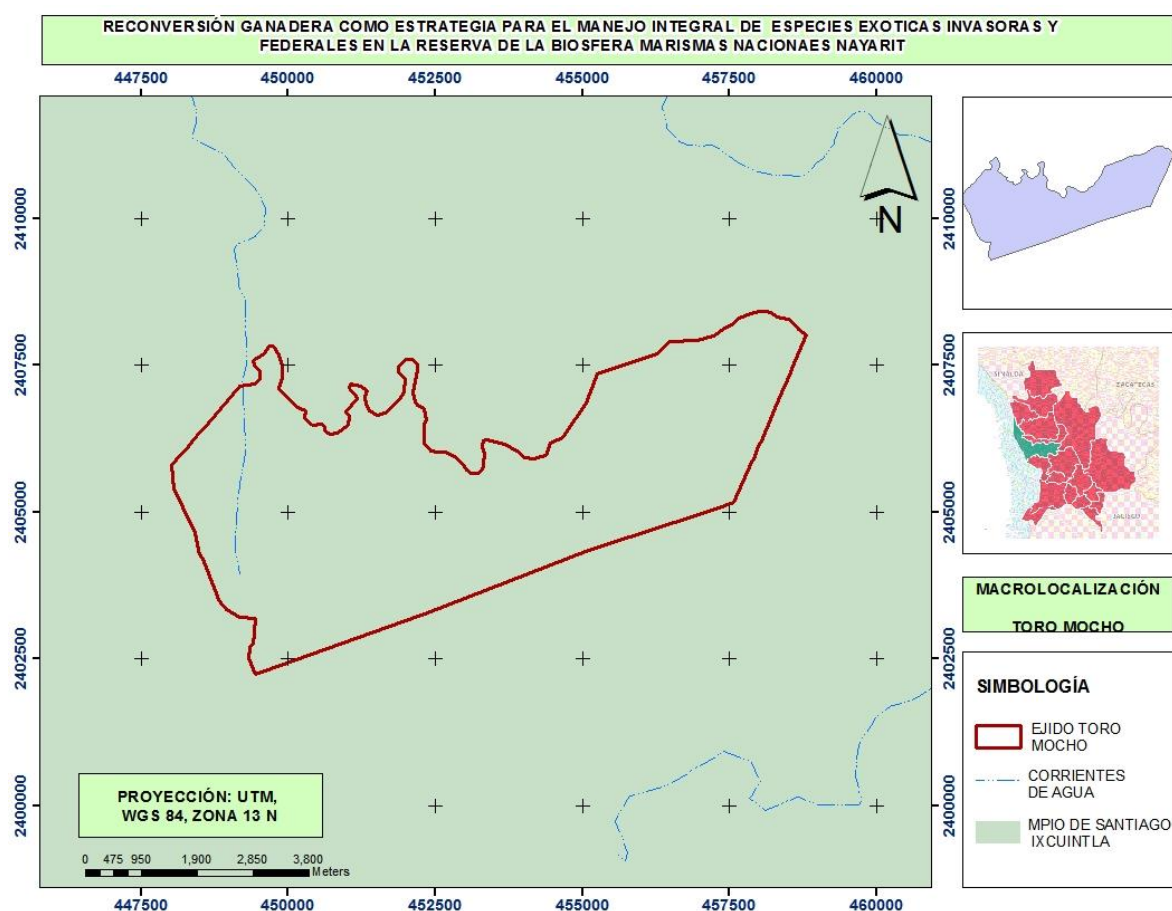 RECONVERSIÓN GANADERA COMO ESTRATEGIA PARA EL MANEJO INTEGRAL DE ESPECIES EXOTICAS INVASORAS Y
FEDERALES EN LA RESERVA DE LA BIOSFERA MARISMAS NACIONAES NAYARIT
447500 450000 452500 455000 457500 460000
2410000 2410000
2407500 2407500
2405000 2405000
2402500 2402500
2400000 2400000
N
SINALOA
ZACATECAS
JALISCO
MACROLOCALIZACIÓN
TORO MOCHO
SIMBOLOGÍA
EJIDO TORO
MOCHO
CORRIENTES
DE AGUA
MPIO DE SANTIAGO
IXCUINTLA
PROYECCIÓN: UTM,
WGS 84, ZONA 13 N
0 475 950 1,900 2,850 3,800
Meters
447500 450000 452500 455000 457500 460000